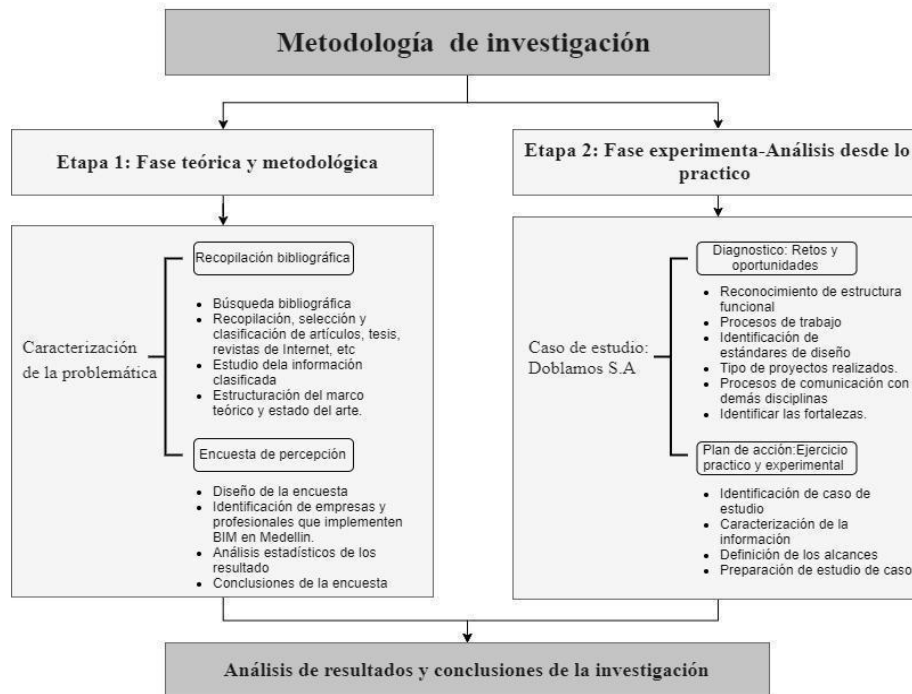 Metodología de investigación
Etapa 1: Fase teórica y metodológica
Caracterización
de la problemática
Recopilación bibliográfica
• Búsqueda bibliográfica
• Recopilación, selección y
clasificación de artículos, tesis,
revistas de Internet, etc
• Estudio dela información
clasificada
• Estructuración del marco
teórico y estado del arte.
Encuesta de percepción
• Diseño de la encuesta
• Identificación de empresas y
profesionales que implementen
BIM en Medellin.
• Análisis estadísticos de los
resultado
• Conclusiones de la encuesta
Etapa 2: Fase experimenta-Análisis desde lo
practico
Caso de estudio:
Doblamos S.A
Diagnostico: Retos y
oportunidades
• Reconocimiento de estructura
funcional
• Procesos de trabajo
• Identificación de
estándares de diseño
• Tipo de proyectos realizados.
• Procesos de comunicación con
demás disciplinas
• Identificar las fortalezas.
Plan de acción:Ejercicio
practico y experimental
• Identificación de caso de
estudio
• Caracterización de la
información
• Definición de los alcances
• Preparación de estudio de caso
Análisis de resultados y conclusiones de la investigación